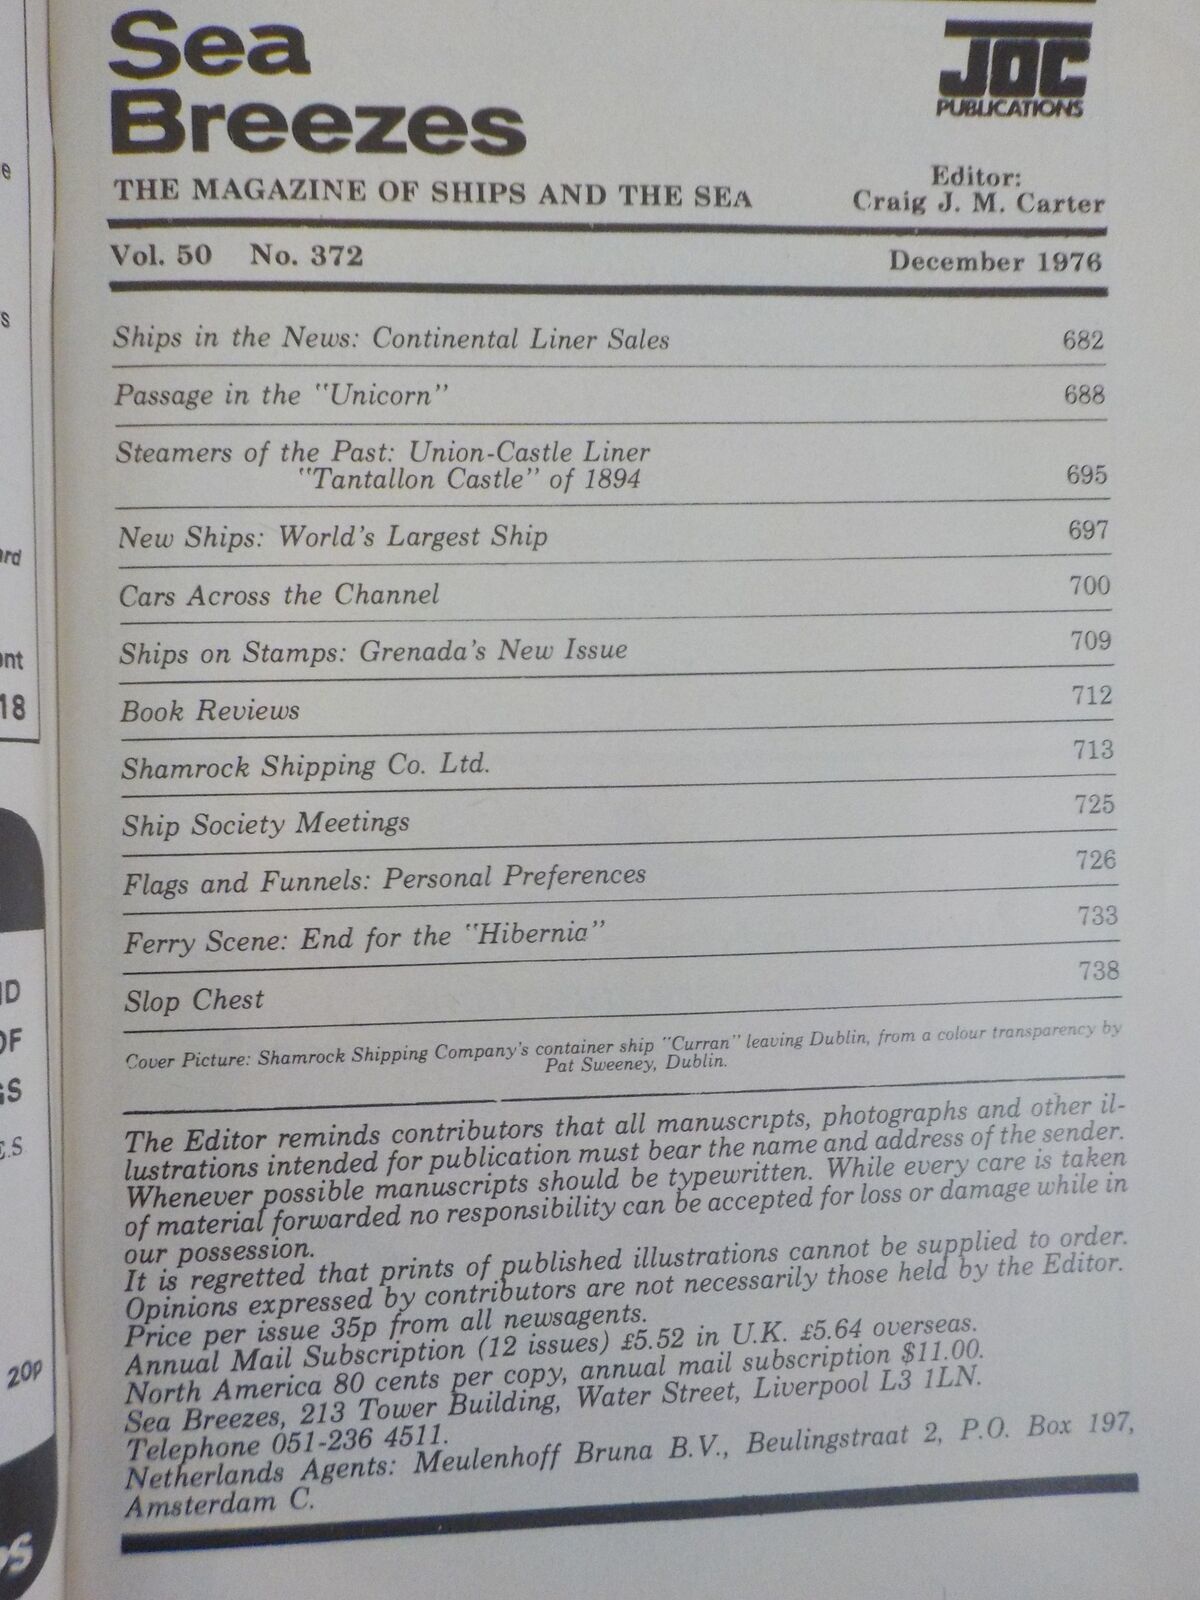 Sea
Breezes
THE MAGAZINE OF SHIPS AND THE SEA
JOC
PUBLICATIONS
Editor:
Craig J. M. Carter
Vol. 50 No. 372 December 1976
Ships in the News: Continental Liner Sales 682
Passage in the "Unicorn" 688
Steamers of the Past: Union-Castle Liner
"Tantallon Castle" of 1894 695
New Ships: World's Largest Ship 697
Cars Across the Channel 700
Ships on Stamps: Grenada's New Issue 709
Book Reviews 712
Shamrock Shipping Co. Ltd. 713
Ship Society Meetings 725
Flags and Funnels: Personal Preferences 726
Ferry Scene: End for the "Hibernia" 733
Slop Chest 738
Cover Picture: Shamrock Shipping Company's container ship "Curran" leaving Dublin, from a colour transparency by
Pat Sweeney, Dublin.
The Editor reminds contributors that all manuscripts, photographs and other il-
lustrations intended for publication must bear the name and address of the sender.
Whenever possible manuscripts should be typewritten. While every care is taken
of material forwarded no responsibility can be accepted for loss or damage while in
our possession.
It is regretted that prints of published illustrations cannot be supplied to order.
Opinions expressed by contributors are not necessarily those held by the Editor.
Price per issue 35p from all newsagents.
Annual Mail Subscription (12 issues) £5.52 in U.K. £5.64 overseas.
North America 80 cents per copy, annual mail subscription $11.00.
Sea Breezes, 213 Tower Building, Water Street, Liverpool L3 1LN.
Telephone 051-236 4511.
Netherlands Agents: Meulenhoff Bruna B.V., Beulingstraat 2, P.O. Box 197,
Amsterdam C.
18
OF
20p